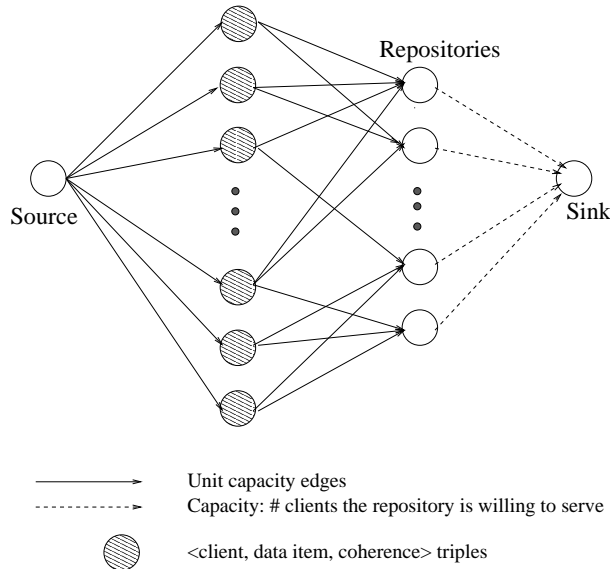 Repositories
Source
Sink
Unit capacity edges
Capacity: # clients the repository is willing to serve
<client, data item, coherence> triples